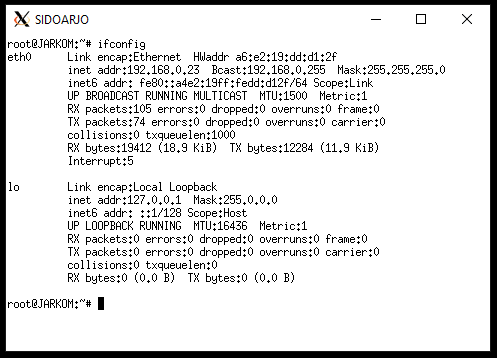 SIDOARJO
root@JARKOM:~# ifconfig
eth0      Link encap:Ethernet  HWaddr a6:e2:19:dd:d1:2f
          inet addr:192.168.0.23  Bcast:192.168.0.255  Mask:255.255.255.0
          inet6 addr: fe80::a4e2:19ff:fedd:d12f/64 Scope:Link
          UP BROADCAST RUNNING MULTICAST  MTU:1500  Metric:1
          RX packets:105 errors:0 dropped:0 overruns:0 frame:0
          TX packets:74 errors:0 dropped:0 overruns:0 carrier:0
          collisions:0 txqueuelen:1000
          RX bytes:19412 (18.9 KiB)  TX bytes:12284 (11.9 KiB)
          Interrupt:5
lo        Link encap:Local Loopback
          inet addr:127.0.0.1  Mask:255.0.0.0
          inet6 addr: ::1/128 Scope:Host
          UP LOOPBACK RUNNING  MTU:16436  Metric:1
          RX packets:0 errors:0 dropped:0 overruns:0 frame:0
          TX packets:0 errors:0 dropped:0 overruns:0 carrier:0
          collisions:0 txqueuelen:0
          RX bytes:0 (0.0 B)  TX bytes:0 (0.0 B)
root@JARKOM:~#